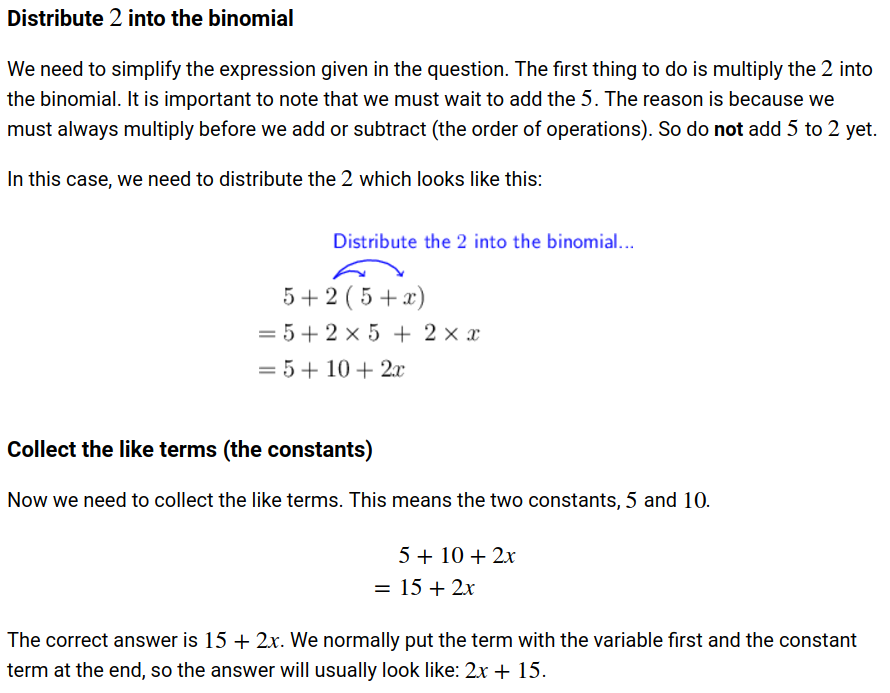 Distribute 2 into the binomial
We need to simplify the expression given in the question. The first thing to do is multiply the 2 into
the binomial. It is important to note that we must wait to add the 5. The reason is because we
must always multiply before we add or subtract (the order of operations). So do not add 5 to 2 yet.
In this case, we need to distribute the 2 which looks like this:
Distribute the 2 into the binomial...
5 + 2 ( 5 + x)
= 5 + 2 × 5 + 2 × x
= 5 + 10 + 2x
Collect the like terms (the constants)
Now we need to collect the like terms. This means the two constants, 5 and 10.
5 + 10 + 2x
= 15 + 2x
The correct answer is 15 + 2x. We normally put the term with the variable first and the constant
term at the end, so the answer will usually look like: 2x + 15.